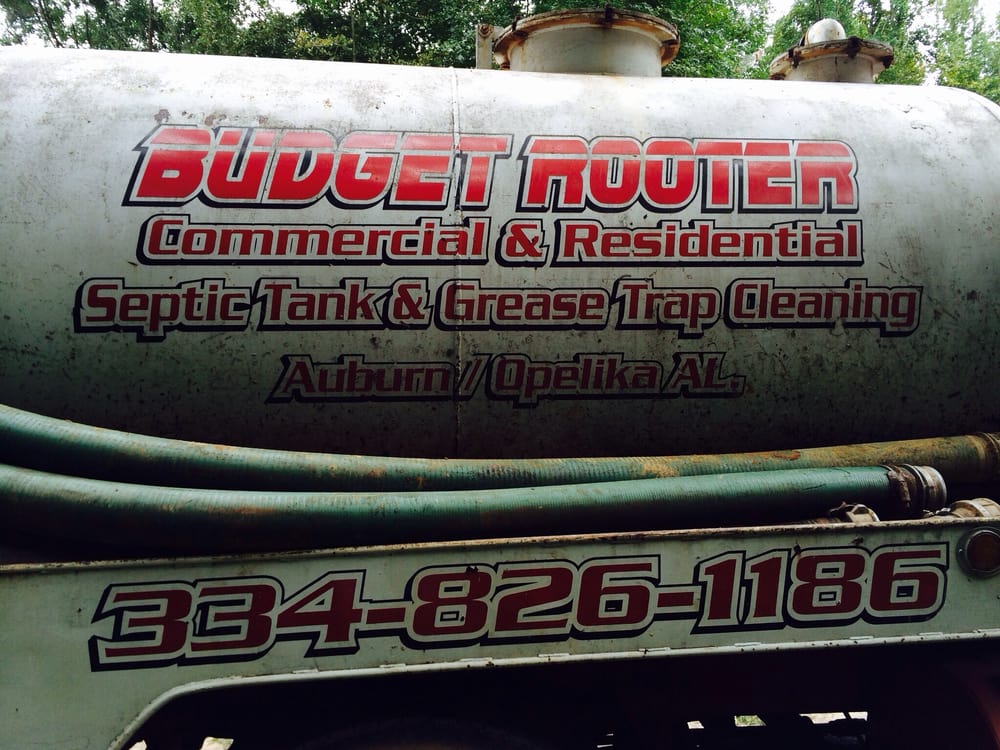 BUDGET ROOTER
Commercial & Residential
Septic Tank & Grease Trap Cleaning
Auburn / Opelika AL.
334-826-1186